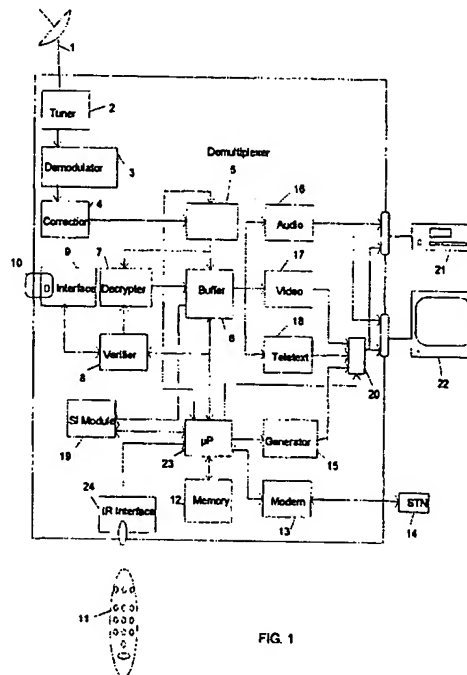 1
Tuner
2
Demodulator
3
Demultiplexer
5
16
Correction
4
Audio
9
7
17
10
D
Interface
Decrypter
Buffer
Video
21
6
18
Verifier
8
Teletext
20
22
SI Module
19
µP
23
Generator
15
24
IR Interface
12
Memory
Modem
13
STN
14
11
FIG. 1